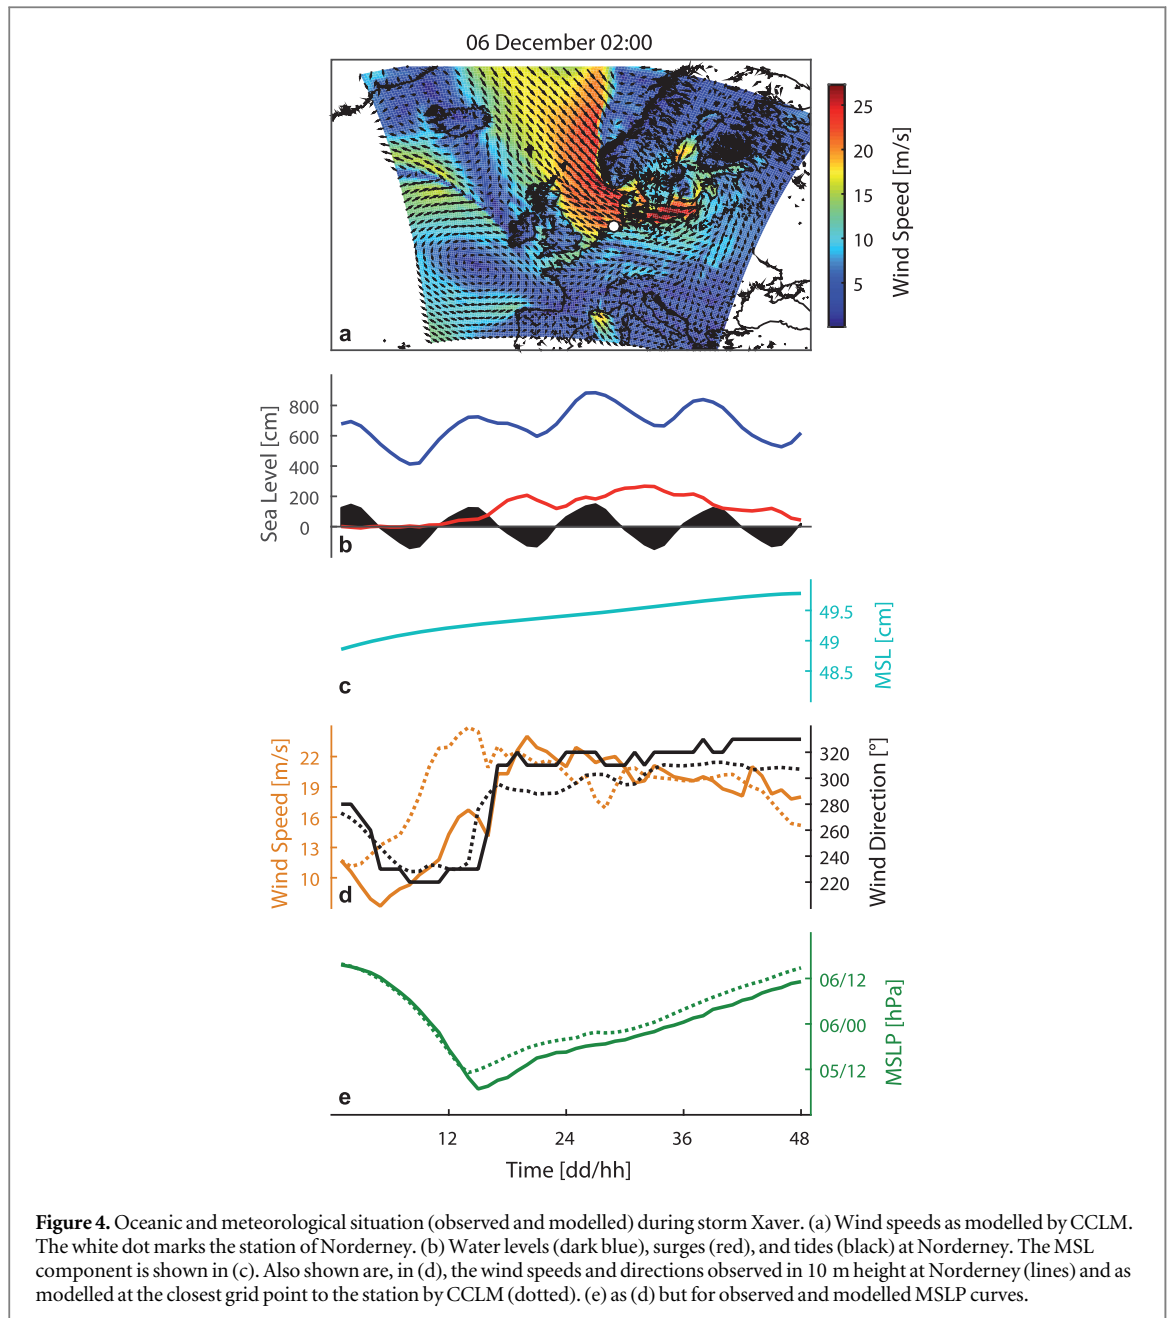 06 December 02:00
25
20
15
10
5
Wind Speed [m/s]
a
800
600
400
200
0
Sea Level [cm]
b
49.5
49
48.5
MSL [cm]
c
22
19
16
13
10
Wind Speed [m/s]
320
300
280
260
240
220
Wind Direction [°]
d
06/12
06/00
05/12
MSLP [hPa]
e
12 24 36 48
Time [dd/hh]
Figure 4. Oceanic and meteorological situation (observed and modelled) during storm Xaver. (a) Wind speeds as modelled by CCLM.
The white dot marks the station of Norderney. (b) Water levels (dark blue), surges (red), and tides (black) at Norderney. The MSL
component is shown in (c). Also shown are, in (d), the wind speeds and directions observed in 10 m height at Norderney (lines) and as
modelled at the closest grid point to the station by CCLM (dotted). (e) as (d) but for observed and modelled MSLP curves.